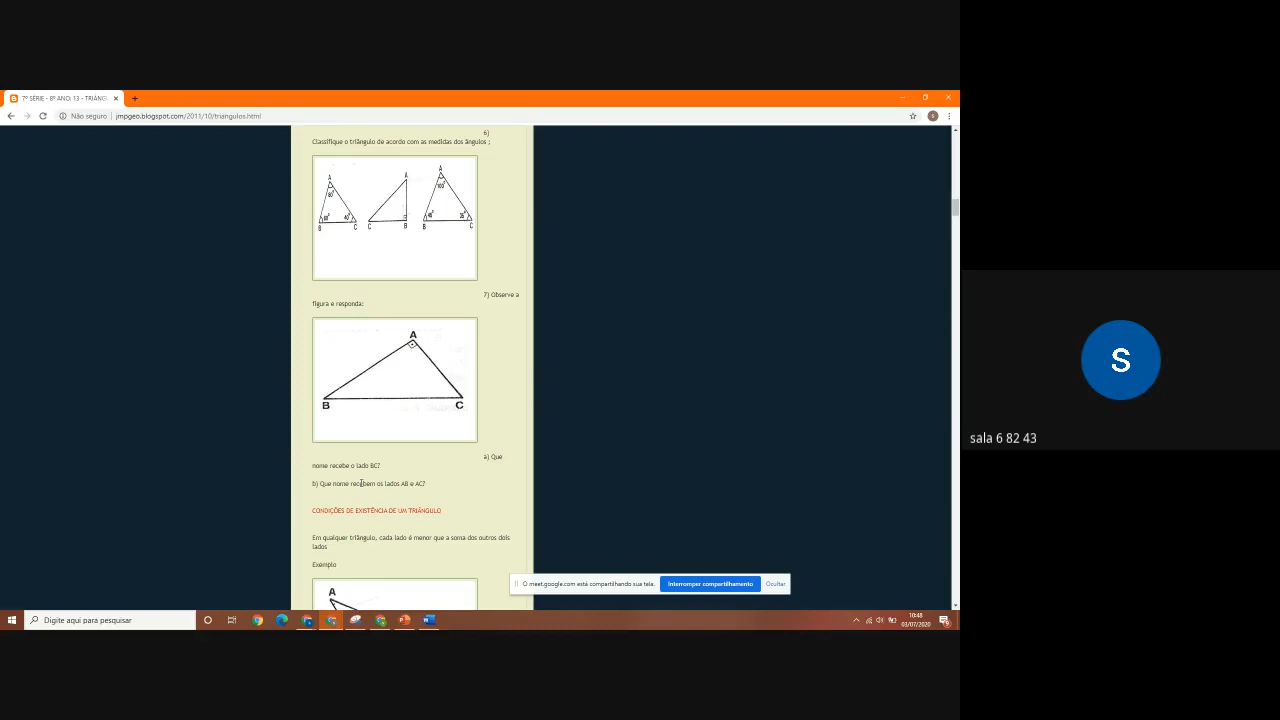 7ª SÉRIE - 8º ANO: 13 - TRIÂNG
Não seguro
jmpgeo.blogspot.com/2011/10/triangulos.html
6)
Classifique o triângulo de acordo com as medidas dos ângulos ;
A
80°
60°
40°
B
C
A
C
B
A
100°
B
C
7) Observe a
figura e responda:
A
B
C
a) Que
nome recebe o lado BC?
b) Que nome recebem os lados AB e AC?
CONDIÇÕES DE EXISTÊNCIA DE UM TRIÂNGULO
Em qualquer triângulo, cada lado é menor que a soma dos outros dois
lados
Exemplo
A
O meet.google.com está compartilhando sua tela.
Interromper compartilhamento
Ocultar
Digite aqui para pesquisar
10:48
03/07/2020
S
sala 6 82 43